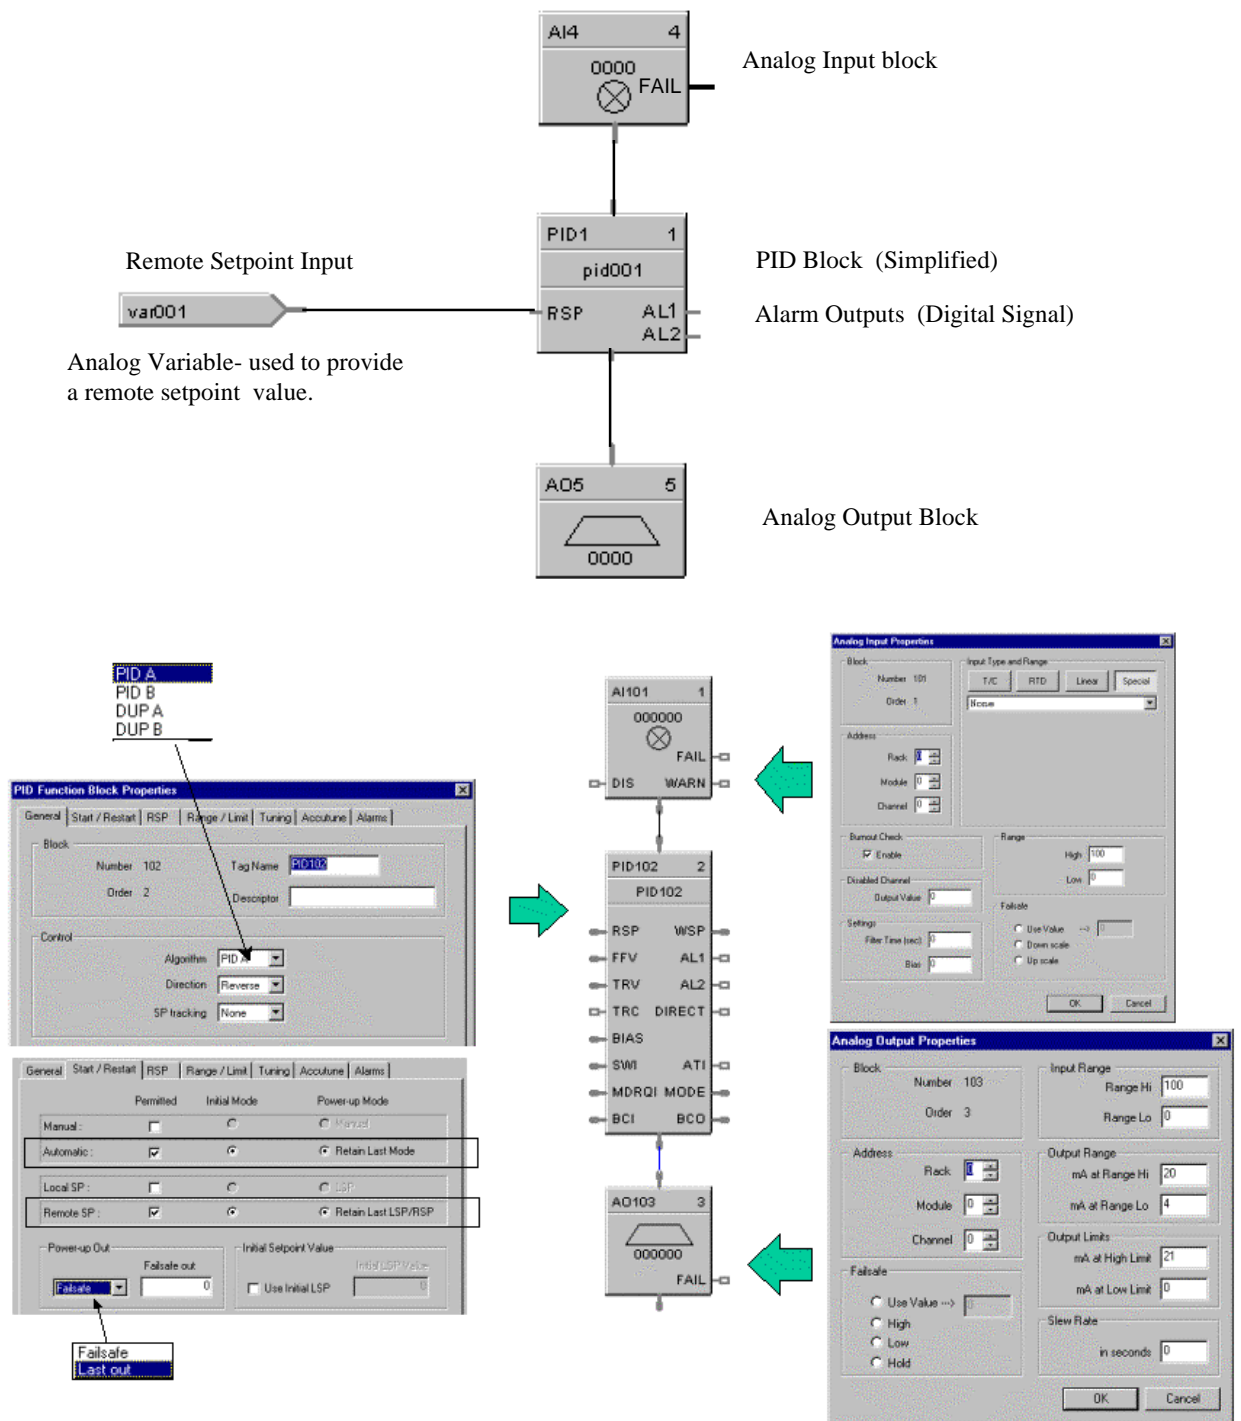 AI4 4
0000
FAIL
Analog Input block
PID1 1
pid001
RSP AL1
AL2
Remote Setpoint Input
var001
Analog Variable- used to provide
a remote setpoint value.
PID Block (Simplified)
Alarm Outputs (Digital Signal)
AO5 5
0000
Analog Output Block
PID A
PID B
DUP A
DUP B
PID Function Block Properties
General Start / Restart RSP Range / Limit Tuning Accutune Alarms
Block
Number 102 Tag Name PID102
Order 2 Descriptor
Control
Algorithm PID A
Direction Reverse
SP tracking None
General Start / Restart RSP Range / Limit Tuning Accutune Alarms
Permitted Initial Mode Power-up Mode
Manual : Manual
Automatic : Retain Last Mode
Local SP : LSP
Remote SP : Retain Last LSP/RSP
Power-up Out Initial Setpoint Value
Failsafe out Initial LSP Value
Failsafe 0 Use Initial LSP 0
Failsafe
Last out
AI101 1
000000
FAIL
DIS WARN
PID102 2
PID102
RSP WSP
FFV AL1
TRV AL2
TRC DIRECT
BIAS
SWI ATI
MDRQI MODE
BCI BCO
AO103 3
000000
FAIL
Analog Input Properties
Block Input Type and Range
Number 101 T/C RTD Linear Special
Order 1 None
Address
Rack 0
Module 0
Channel 0
Burnout Check Range
Enable High 100
Low 0
Disabled Channel
Output Value 0
Failsafe
Settings Use Value --> 0
Filter Time (sec) 0 Down scale
Bias 0 Up scale
OK Cancel
Analog Output Properties
Block Input Range
Number 103 Range Hi 100
Order 3 Range Lo 0
Address Output Range
Rack 0 mA at Range Hi 20
Module 0 mA at Range Lo 4
Channel 0 Output Limits
mA at High Limit 21
Failsafe mA at Low Limit 0
Use Value ---> 0
High Slew Rate
Low in seconds 0
Hold
OK Cancel